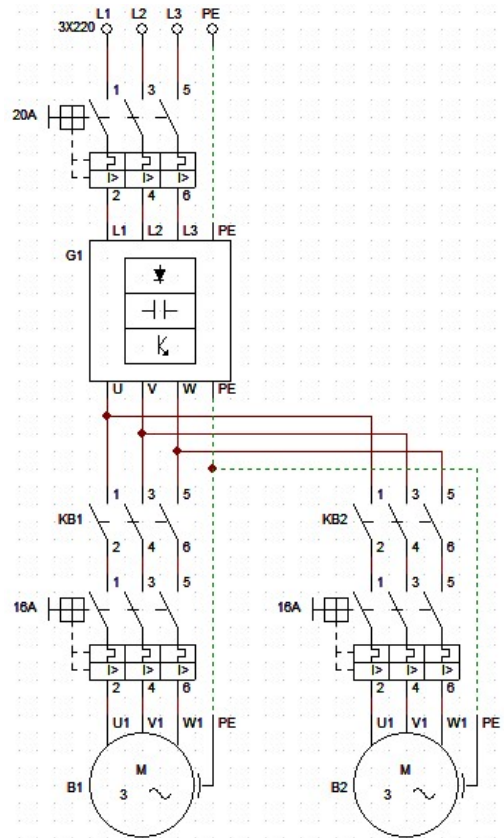 L1 L2 L3 PE
3X220
1 3 5
20A
I> I> I>
2 4 6
L1 L2 L3 PE
G1
U V W PE
1 3 5 1 3 5
KB1 KB2
2 4 6 2 4 6
1 3 5 1 3 5
16A 16A
I> I> I> I> I> I>
2 4 6 2 4 6
U1 V1 W1 PE U1 V1 W1 PE
M M
B1 B2
3 3